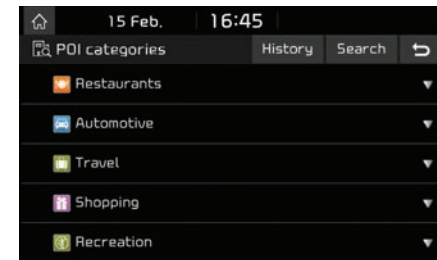 15 Feb. 16:45
POI categories History Search
Restaurants
Automotive
Travel
Shopping
Recreation